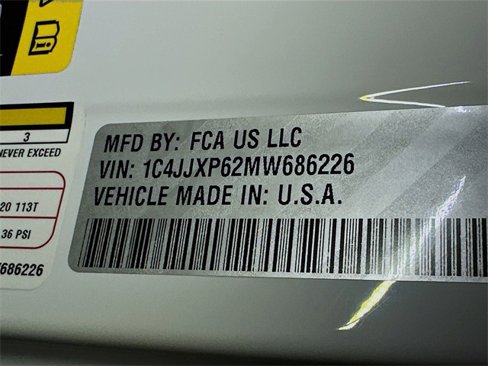 3
NEVER EXCEED
20 113T
36 PSI
686226
MFD BY: FCA US LLC
VIN: 1C4JJXP62MW686226
VEHICLE MADE IN: U.S.A.